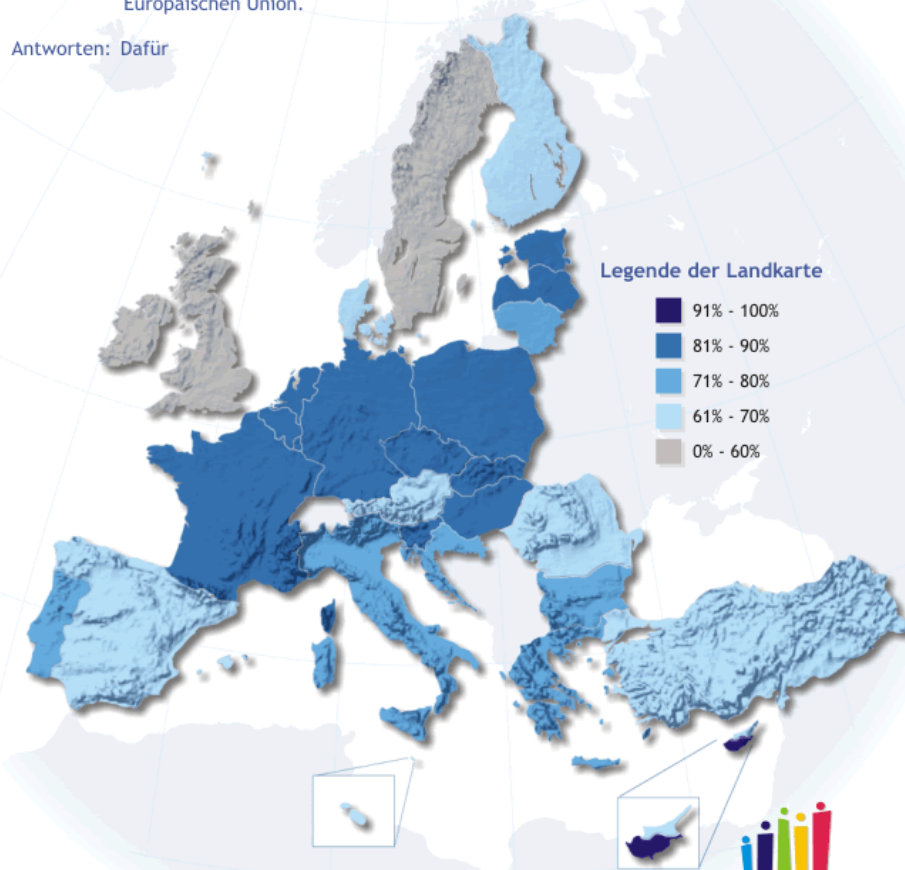 Europäischen Union.
Antworten: Dafür
Legende der Landkarte
91% - 100%
81% - 90%
71% - 80%
61% - 70%
0% - 60%